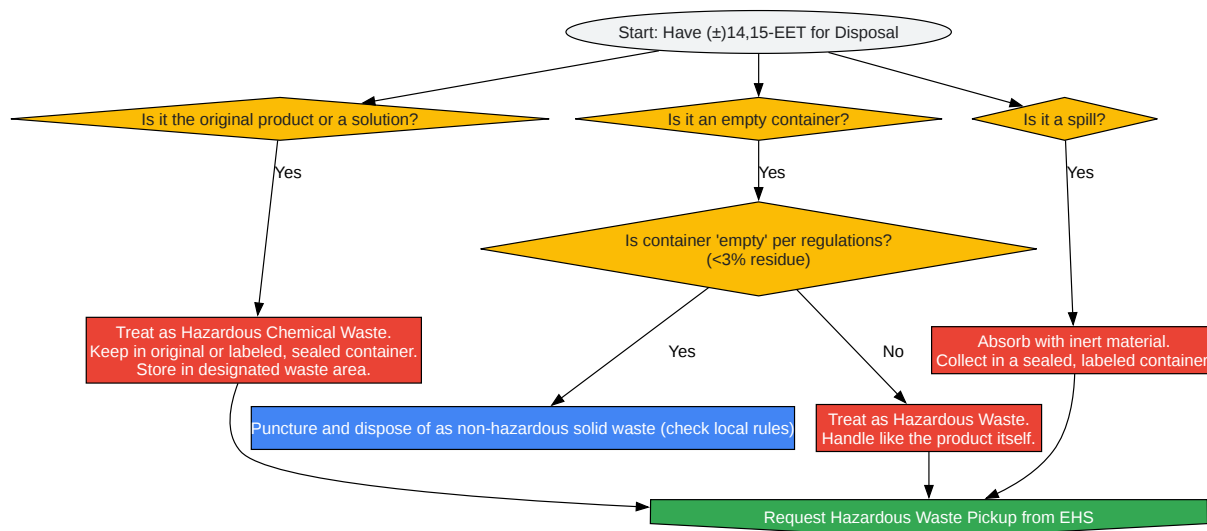 Start: Have (±)14,15-EET for Disposal
Is it the original product or a solution?
Is it an empty container?
Is it a spill?
Yes
Yes
Yes
Is container 'empty' per regulations?
(<3% residue)
Treat as Hazardous Chemical Waste.
Keep in original or labeled, sealed container.
Store in designated waste area.
Yes
No
Absorb with inert material.
Collect in a sealed, labeled container
Puncture and dispose of as non-hazardous solid waste (check local rules)
Treat as Hazardous Waste.
Handle like the product itself.
Request Hazardous Waste Pickup from EHS